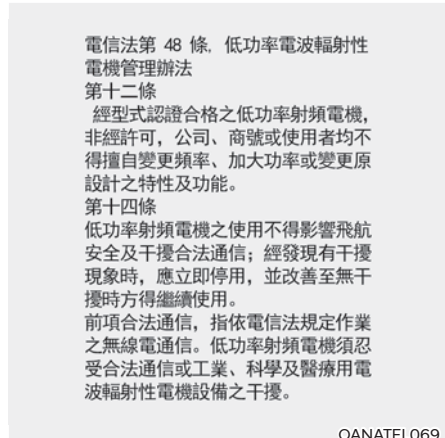 電信法第 48 條, 低功率電波輻射性
電機管理辦法
第十二條
經型式認證合格之低功率射頻電機,
非經許可, 公司、商號或使用者均不
得擅自變更頻率、加大功率或變更原
設計之特性及功能。
第十四條
低功率射頻電機之使用不得影響飛航
安全及干擾合法通信; 經發現有干擾
現象時, 應立即停用, 並改善至無干
擾時方得繼續使用。
前項合法通信, 指依電信法規定作業
之無線電通信。低功率射頻電機須忍
受合法通信或工業、科學及醫療用電
波輻射性電機設備之干擾。
OANATEL069